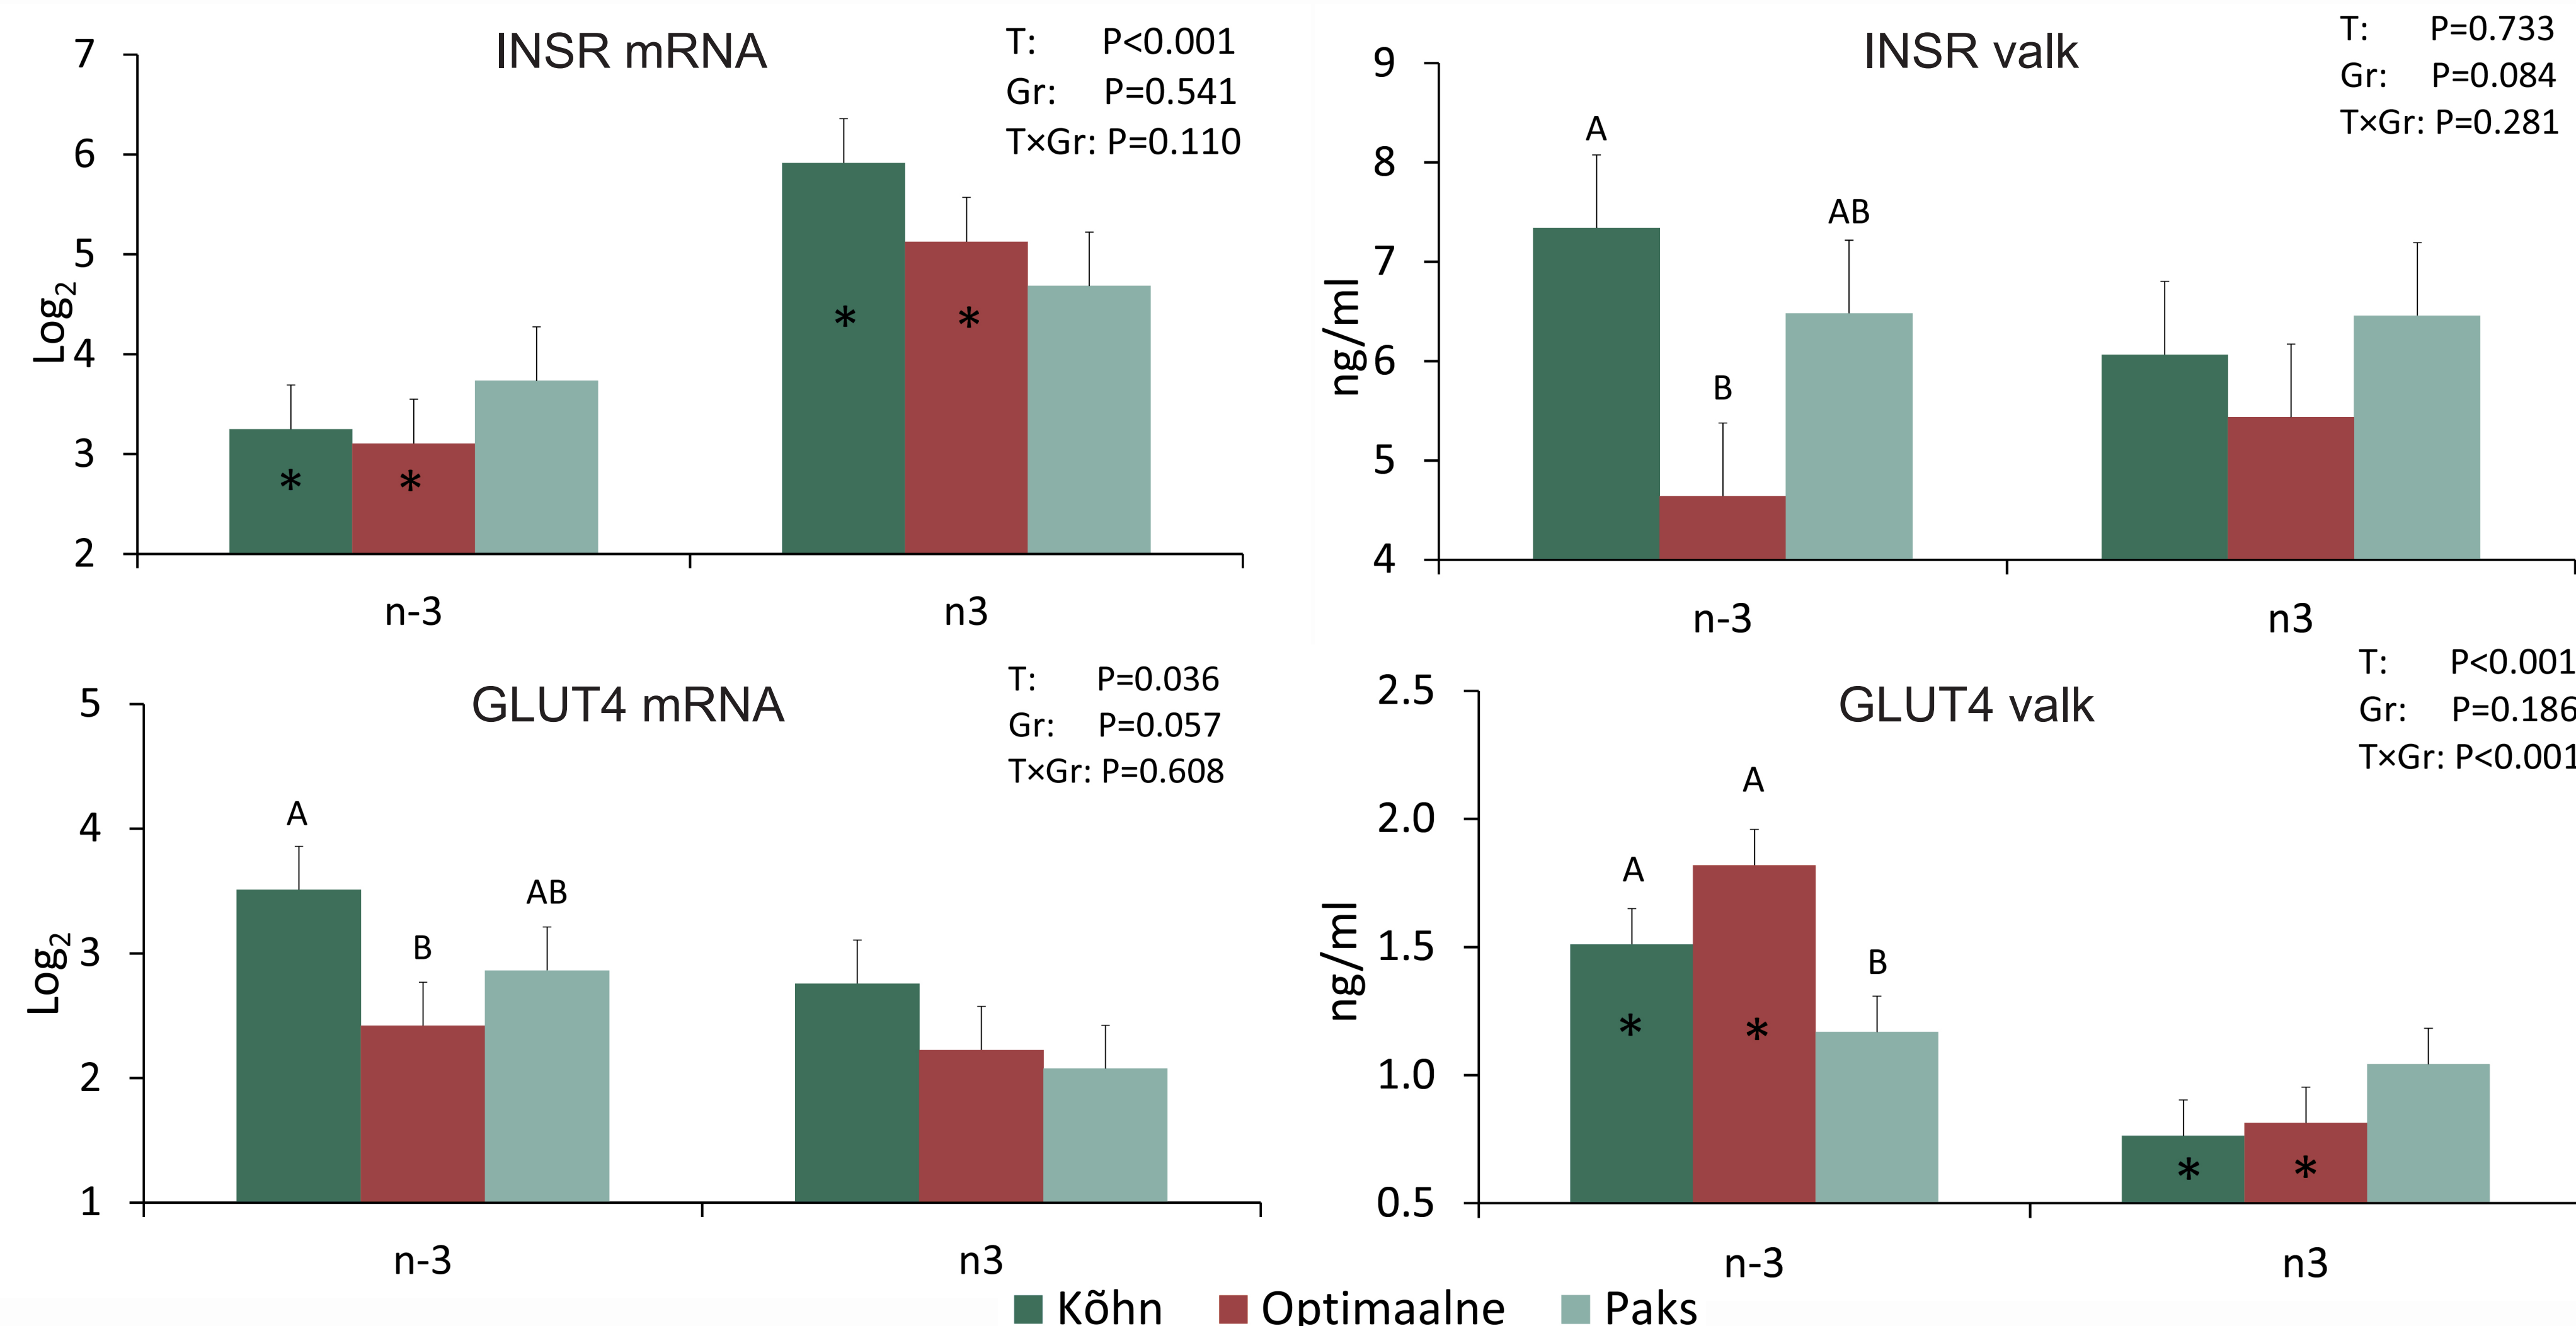 INSR mRNA
T: P<0.001
Gr: P=0.541
T×Gr: P=0.110
7
6
5
4
3
2
Log2
*
*
*
*
n-3
n3
INSR valk
T: P=0.733
Gr: P=0.084
T×Gr: P=0.281
9
8
7
6
5
4
ng/ml
A
B
AB
n-3
n3
GLUT4 mRNA
T: P=0.036
Gr: P=0.057
T×Gr: P=0.608
5
4
3
2
1
Log2
A
B
AB
n-3
n3
GLUT4 valk
T: P<0.001
Gr: P=0.186
T×Gr: P<0.001
2.5
2.0
1.5
1.0
0.5
ng/ml
A
A
B
*
*
*
*
n-3
n3
Kõhn Optimaalne Paks